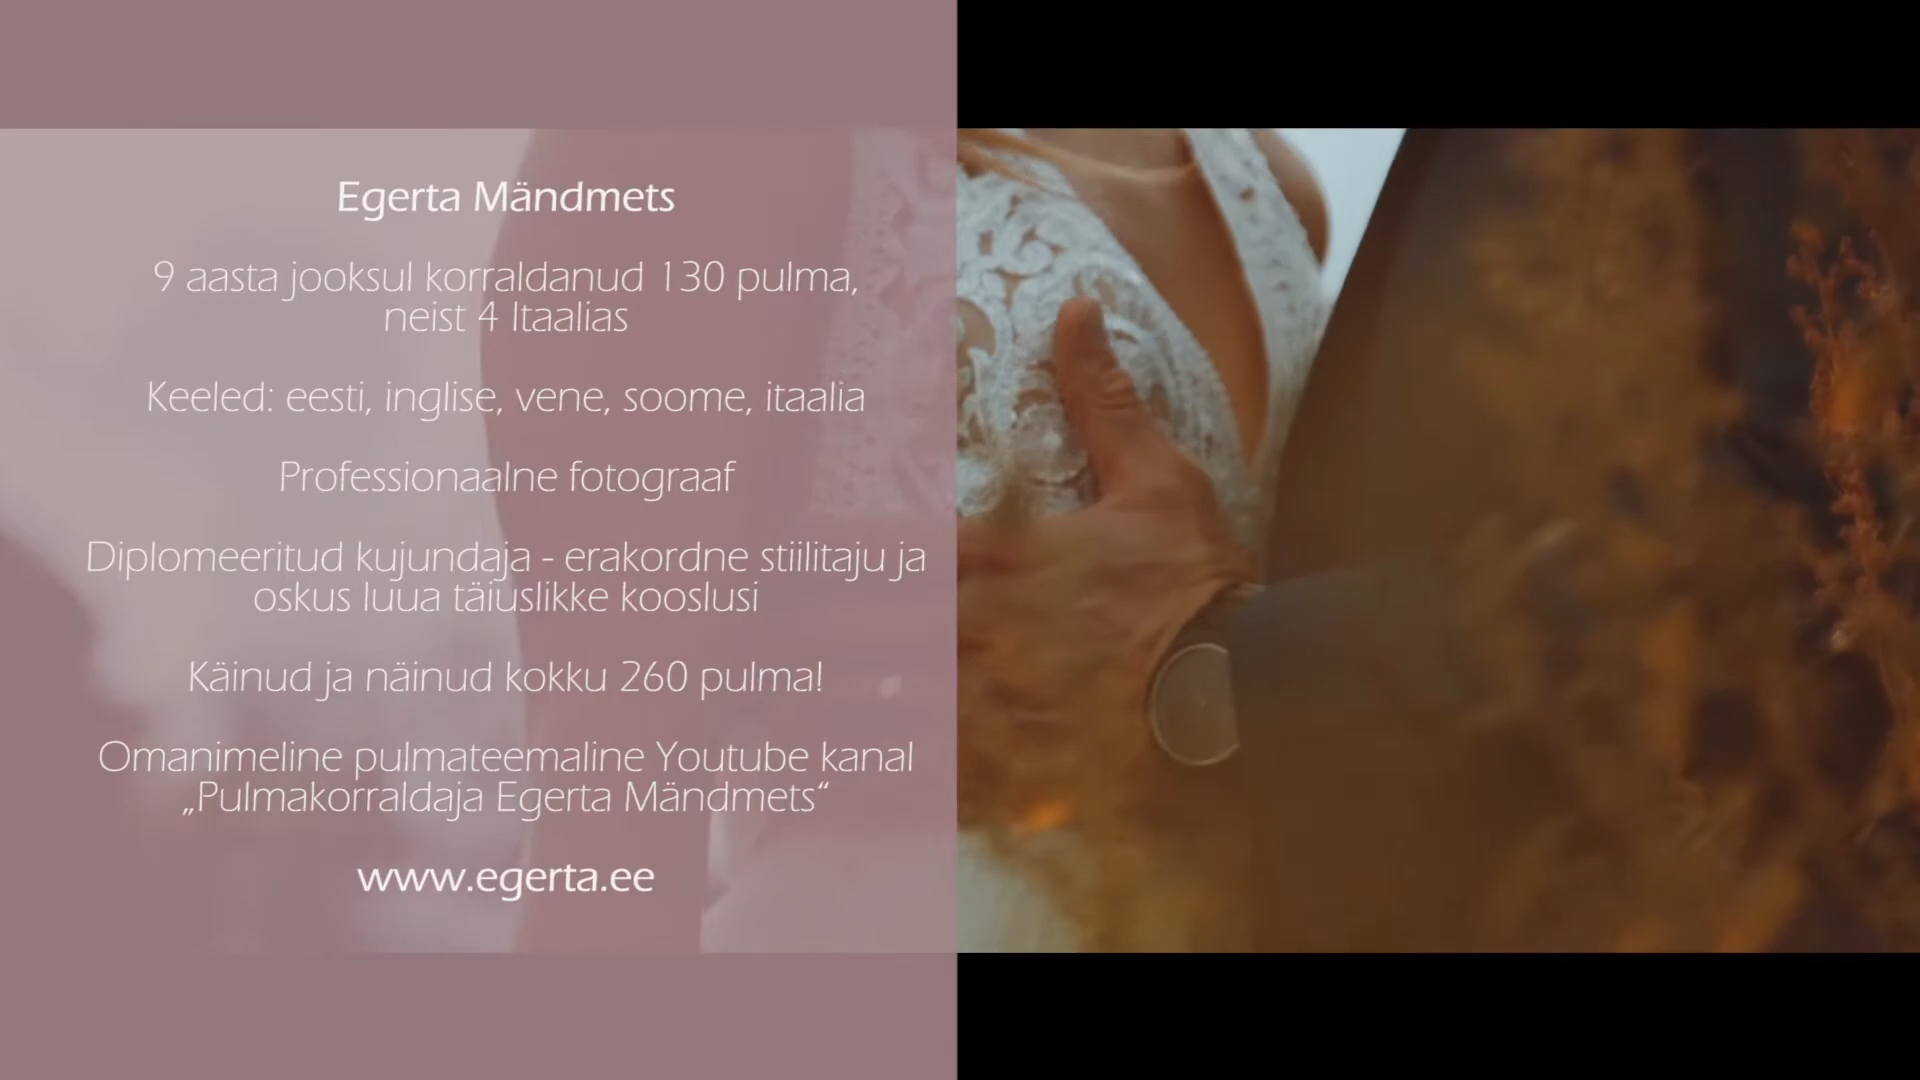 Egerta Mändmets
9 aasta jooksul korraldanud 130 pulma,
neist 4 Itaalias
Keeled: eesti, inglise, vene, soome, itaalia
Professionaalne fotograaf
Diplomeeritud kujundaja - erakordne stiilitaju ja
oskus luua täiuslikke kooslusi
Käinud ja näinud kokku 260 pulma!
Omanimeline pulmateemaline Youtube kanal
„Pulmakorraldaja Egerta Mändmets“
www.egerta.ee